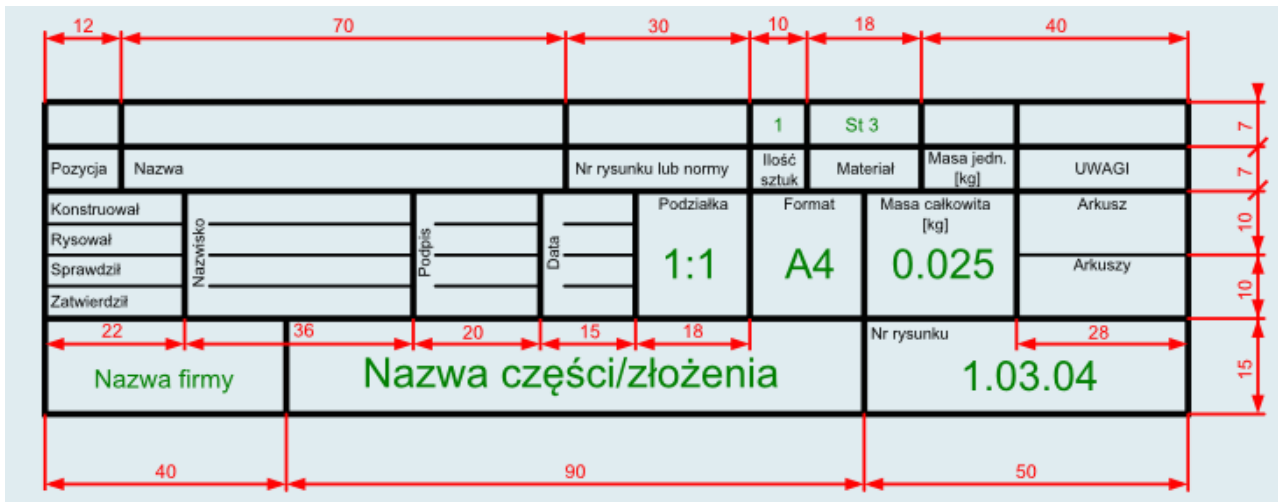 12 70 30 10 18 40
1 St 3
7
Pozycja Nazwa Nr rysunku lub normy Ilość sztuk Materiał Masa jedn. [kg] UWAGI
7
Konstruował
Rysował
Sprawdził
Zatwierdził
Nazwisko
Podpis
Data
Podziałka
1:1
Format
A4
Masa całkowita
[kg]
0.025
Arkusz
10
Arkuszy
10
22 36 20 15 18 28
Nazwa firmy
Nazwa części/złożenia
Nr rysunku
1.03.04
15
40 90 50